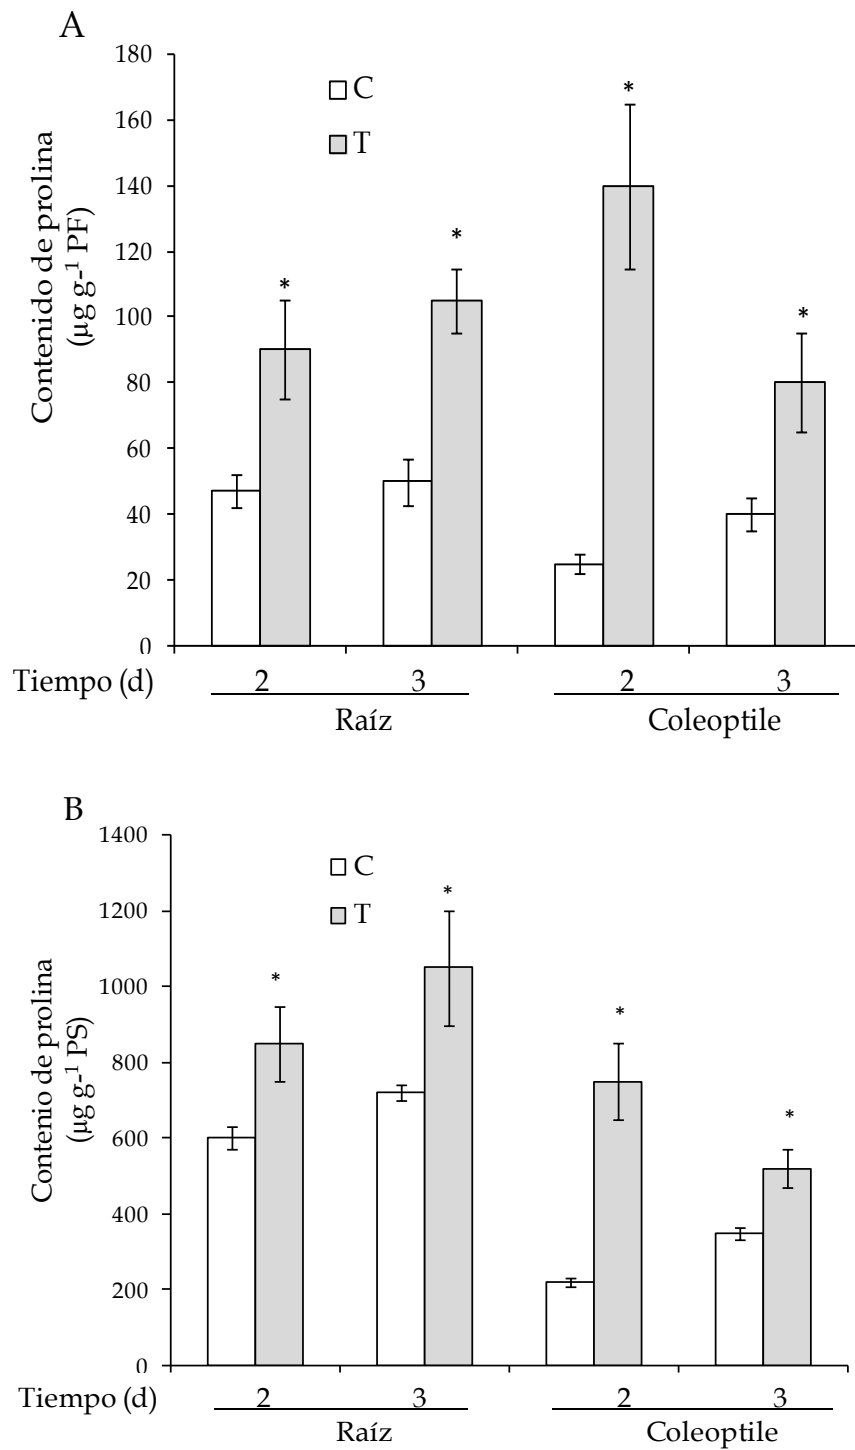 A
180
160
140
120
100
80
60
40
20
0
Contenido de prolina
(µg g-¹ PF)
C
T
*
*
*
*
Tiempo (d) 2 3 2 3
Raíz Coleoptile
B
1400
1200
1000
800
600
400
200
0
Contenio de prolina
(µg g-¹ PS)
C
T
*
*
*
*
Tiempo (d) 2 3 2 3
Raíz Coleoptile